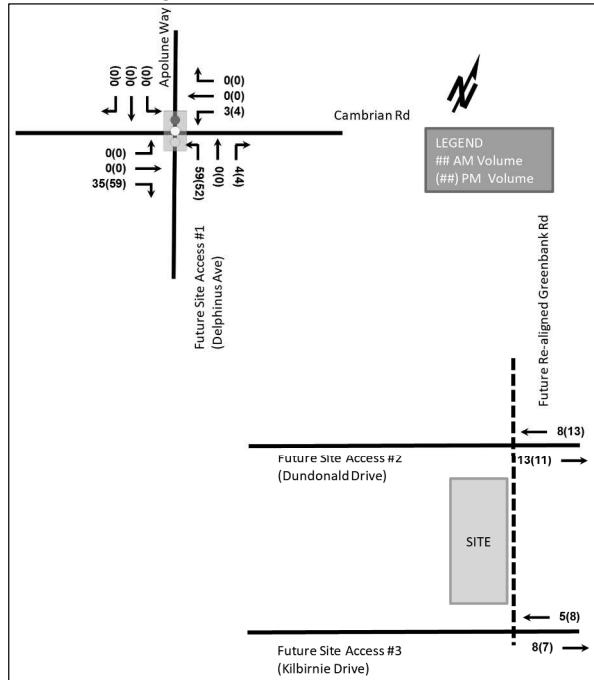 Apolune Way
0(0)
0(0)
0(0)
0(0)
0(0)
3(4)
Cambrian Rd
0(0)
0(0)
35(59)
59(52)
0(0)
4(4)
Future Site Access #1
(Delphinus Ave)
N
LEGEND
## AM Volume
(##) PM Volume
Future Re-aligned Greenbank Rd
8(13)
Future Site Access #2
(Dundonald Drive)
13(11)
SITE
5(8)
Future Site Access #3
(Kilbirnie Drive)
8(7)